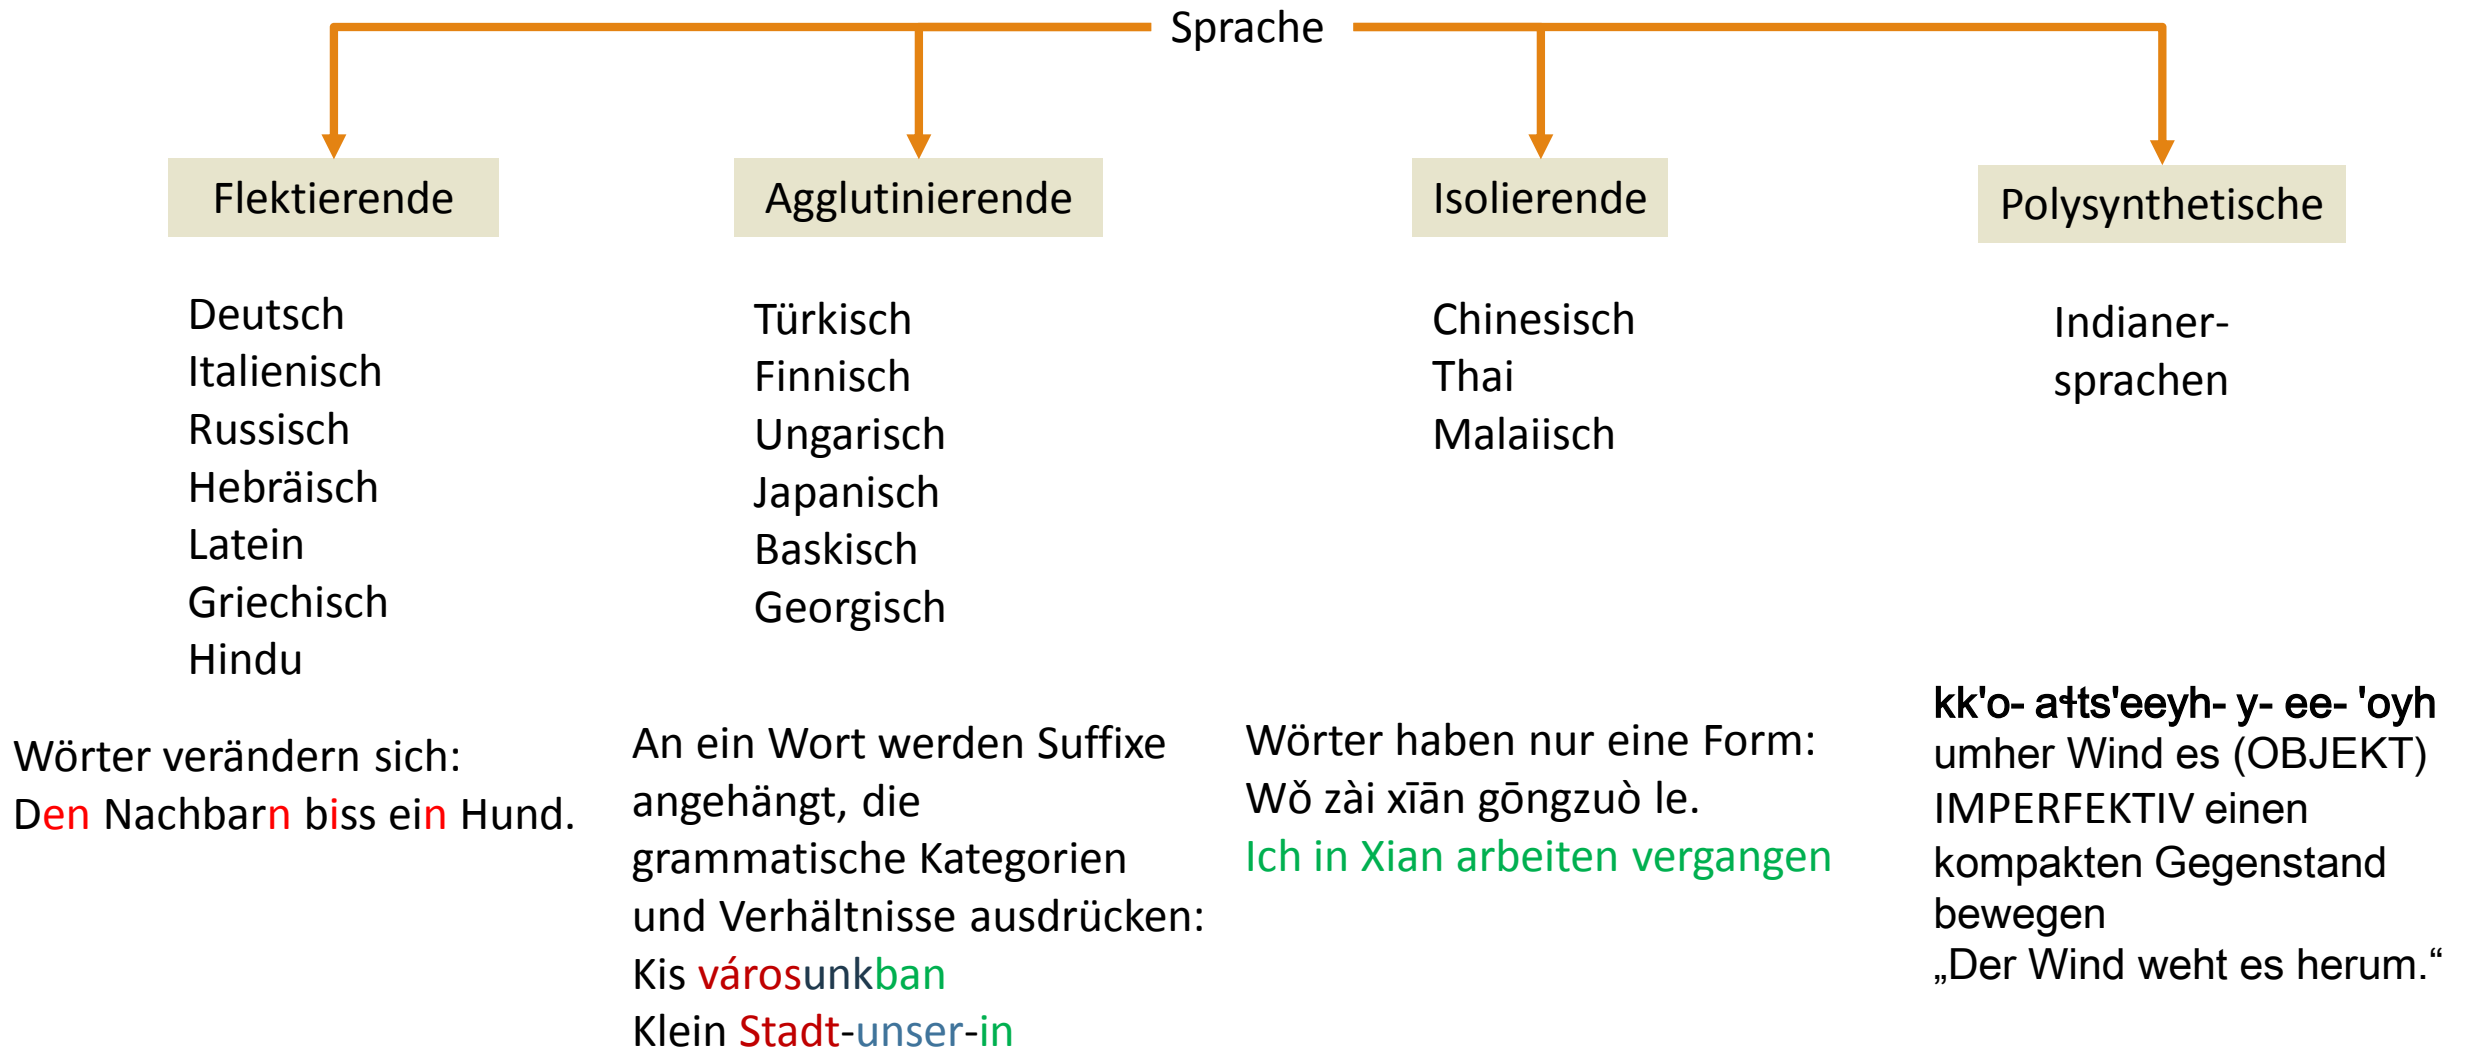 Sprache
Flektierende
Deutsch
Italienisch
Russisch
Hebräisch
Latein
Griechisch
Hindu
Wörter verändern sich:
Den Nachbarn biss ein Hund.
Agglutinierende
Türkisch
Finnisch
Ungarisch
Japanisch
Baskisch
Georgisch
An ein Wort werden Suffixe
angehängt, die
grammatische Kategorien
und Verhältnisse ausdrücken:
Kis városunkban
Klein Stadt-unser-in
Isolierende
Chinesisch
Thai
Malaiisch
Wörter haben nur eine Form:
Wǒ zài xīān gōngzuò le.
Ich in Xian arbeiten vergangen
Polysynthetische
Indianer-
sprachen
kk'o- ałts'eeyh- y- ee- 'oyh
umher Wind es (OBJEKT)
IMPERFEKTIV einen
kompakten Gegenstand
bewegen
„Der Wind weht es herum.“